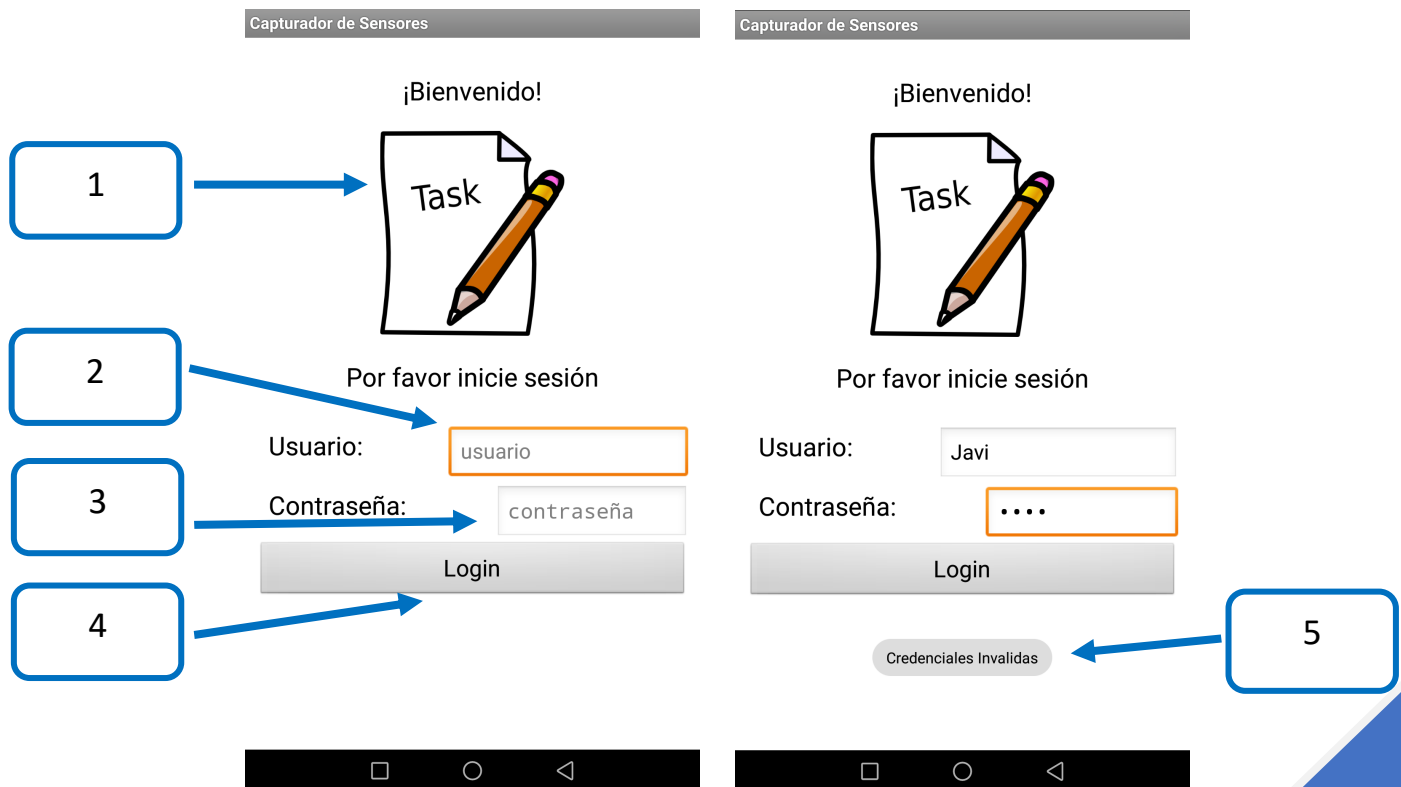 Capturador de Sensores
¡Bienvenido!
Task
Por favor inicie sesión
Usuario:
usuario
Contraseña:
contraseña
Login
1
2
3
4
Capturador de Sensores
¡Bienvenido!
Task
Por favor inicie sesión
Usuario:
Javi
Contraseña:
••••
Login
Credenciales Invalidas
5